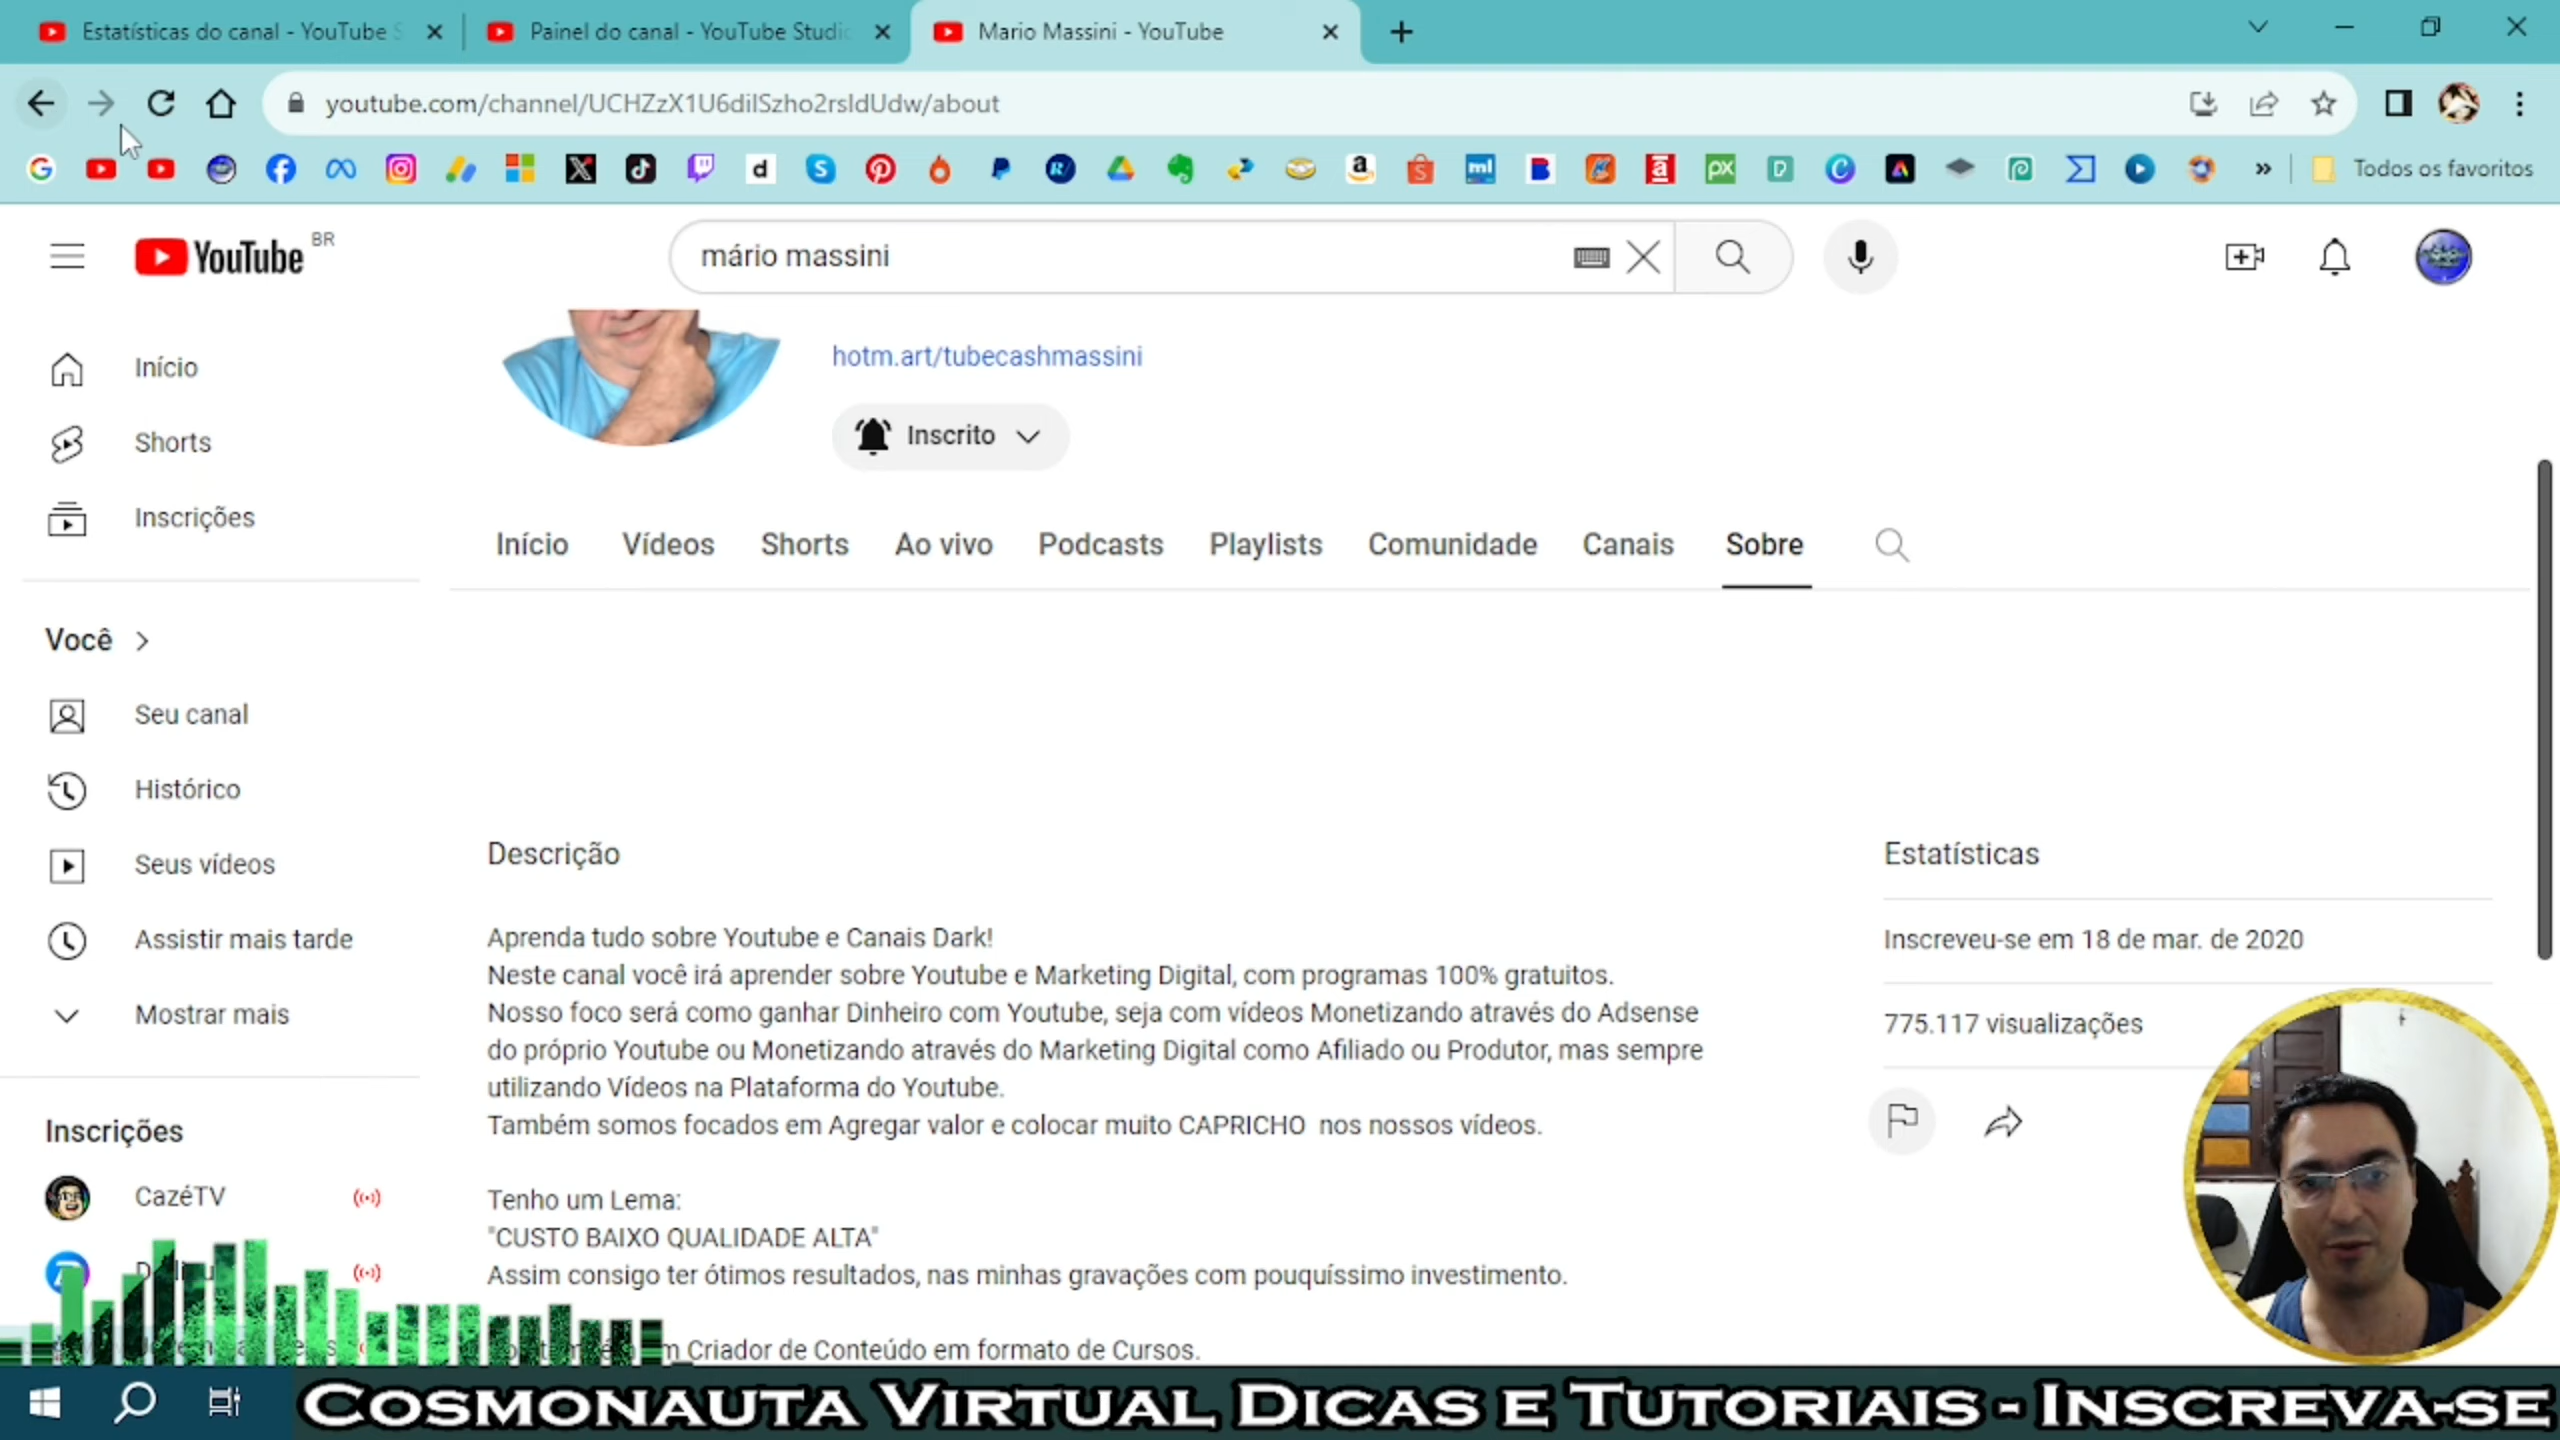 Estatísticas do canal - YouTube S
Painel do canal - YouTube Studio
Mario Massini - YouTube
youtube.com/channel/UCHZzX1U6dilSzho2rsldUdw/about
Todos os favoritos
YouTube BR
mário massini
hotm.art/tubecashmassini
Inscrito
Início
Shorts
Inscrições
Início Vídeos Shorts Ao vivo Podcasts Playlists Comunidade Canais Sobre
Você
Seu canal
Histórico
Seus vídeos
Assistir mais tarde
Mostrar mais
Inscrições
CazéTV
Descrição
Aprenda tudo sobre Youtube e Canais Dark!
Neste canal você irá aprender sobre Youtube e Marketing Digital, com programas 100% gratuitos.
Nosso foco será como ganhar Dinheiro com Youtube, seja com vídeos Monetizando através do Adsense
do próprio Youtube ou Monetizando através do Marketing Digital como Afiliado ou Produtor, mas sempre
utilizando Vídeos na Plataforma do Youtube.
Também somos focados em Agregar valor e colocar muito CAPRICHO nos nossos vídeos.
Tenho um Lema:
"CUSTO BAIXO QUALIDADE ALTA"
Assim consigo ter ótimos resultados, nas minhas gravações com pouquíssimo investimento.
Criador de Conteúdo em formato de Cursos.
Estatísticas
Inscreveu-se em 18 de mar. de 2020
775.117 visualizações
COSMONAUTA VIRTUAL DICAS E TUTORIAIS - INSCREVA-SE